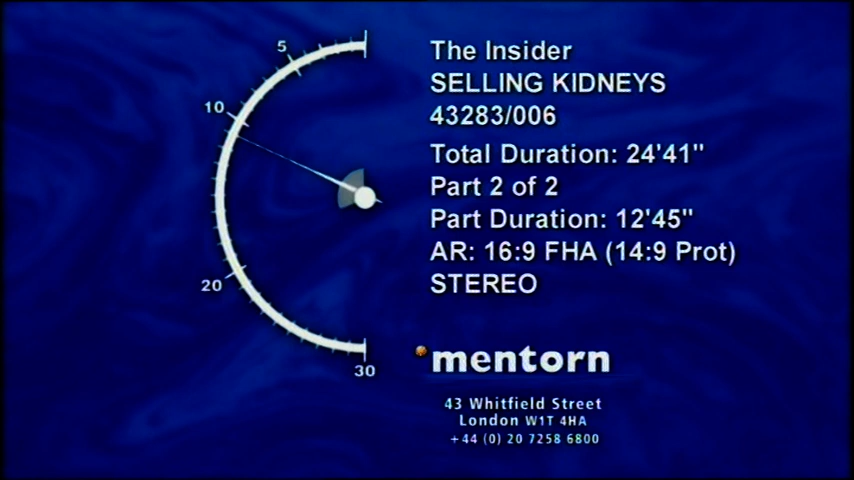 The Insider
SELLING KIDNEYS
43283/006
Total Duration: 24'41"
Part 2 of 2
Part Duration: 12'45"
AR: 16:9 FHA (14:9 Prot)
STEREO
5
10
20
30
mentorn
43 Whitfield Street
London W1T 4HA
+44 (0) 20 7258 6800